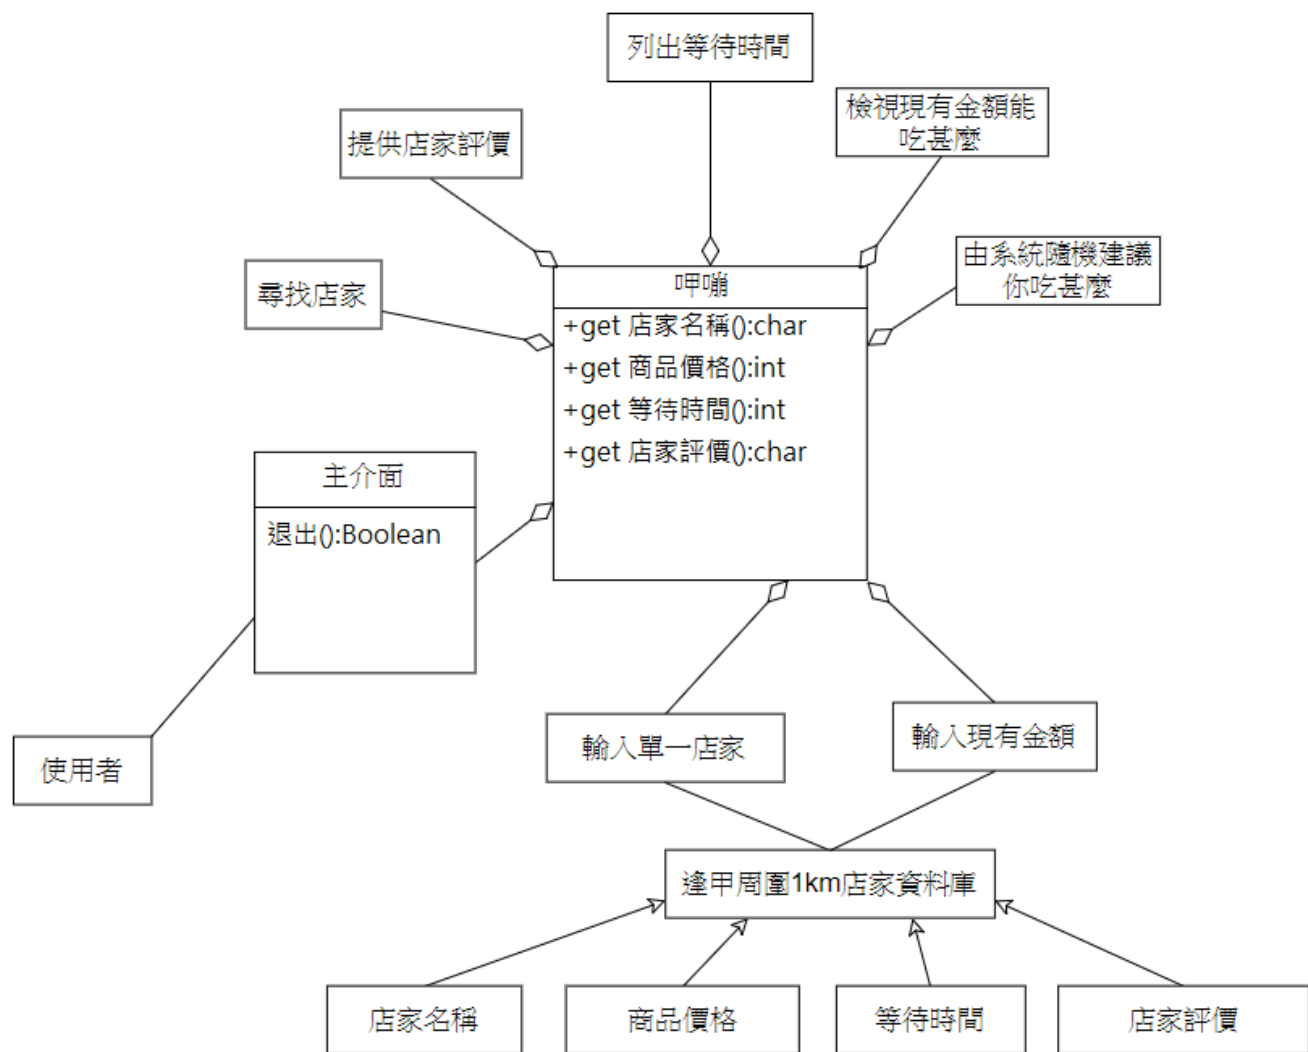 列出等待時間
檢視現有金額能
吃甚麼
提供店家評價
由系統隨機建議
你吃甚麼
尋找店家
呷嘣
+get 店家名稱():char
+get 商品價格():int
+get 等待時間():int
+get 店家評價():char
主介面
退出():Boolean
使用者
輸入單一店家
輸入現有金額
逢甲周圍1km店家資料庫
店家名稱
商品價格
等待時間
店家評價